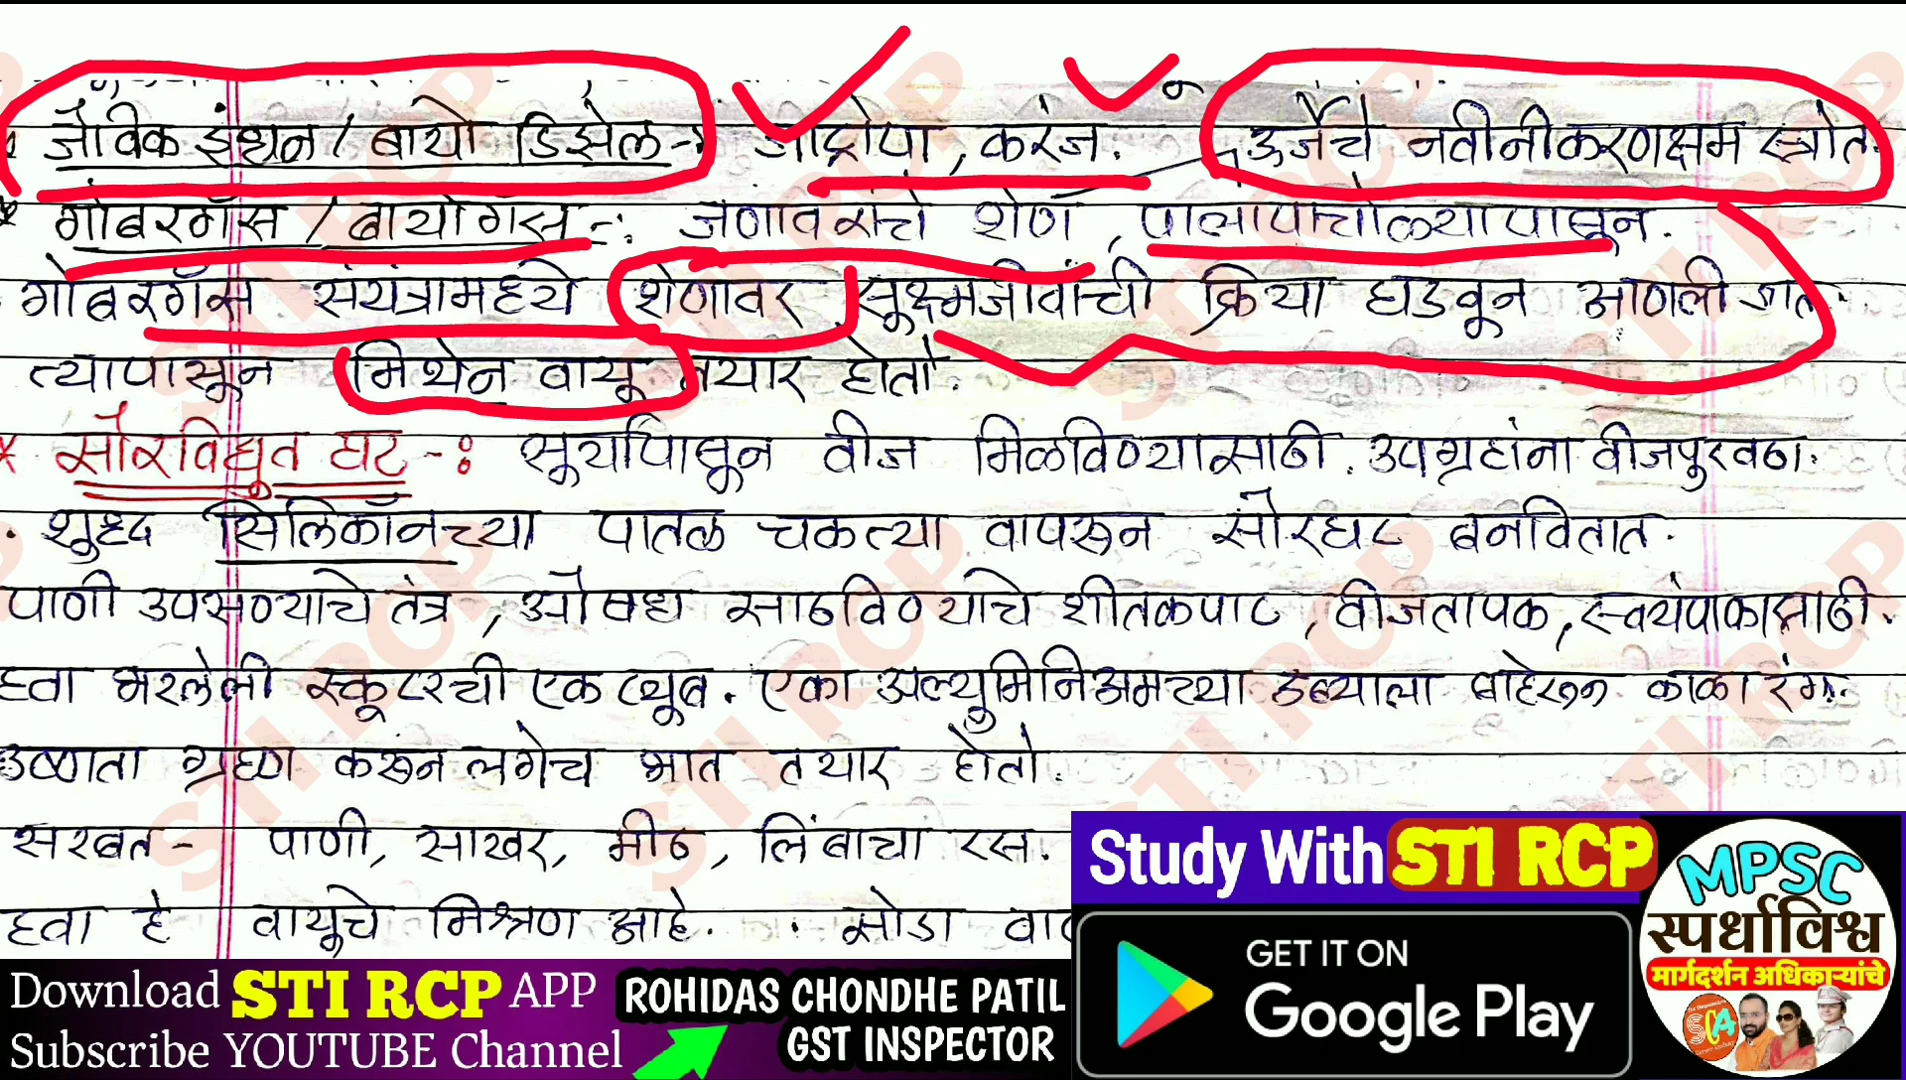 * जैविक इंधन / बायो डिझेल -: जाट्रोपा, करंज. ऊर्जेचे नवीनीकरणक्षम स्त्रोत.
* गोबरगॅस / बायोगॅस -: जणावरांचे शेण, पालापाचोळ्यापासून.
. गोबरगॅस संयंत्रामध्ये शेणावर सूक्ष्मजीवांची क्रिया घडवून आणली जात
त्यापासून मिथेन वायू तयार होतो.
* सौरविद्युत घट -: सूर्यापासून वीज मिळविण्यासाठी. उपग्रहांना वीजपुरवठा.
. शुध्द सिलिकॉनच्या पातळ चकत्या वापरून सौरघट बनवितात.
पाणी उपसण्याचे तंत्र, औषध साठविण्याचे शीतकपाट, वीजतापक, स्वयंपाकासाठी.
हवा भरलेली स्कूटरची एक ट्यूब. एका अल्युमिनिअमच्या डब्याला बाहेरून काळा रंग.
उष्णता ग्रहण करून लगेच भात तयार होतो.
सरबत - पाणी, साखर, मीठ, लिंबाचा रस.
हवा हे वायूचे मिश्रण आहे. . सोडा
Study With STI RCP
GET IT ON
Google Play
MPSC
स्पर्धाविश्व
मार्गदर्शन अधिकाऱ्यांचे
SCA
Download STI RCP APP
Subscribe YOUTUBE Channel
ROHIDAS CHONDHE PATIL
GST INSPECTOR
STI RCP